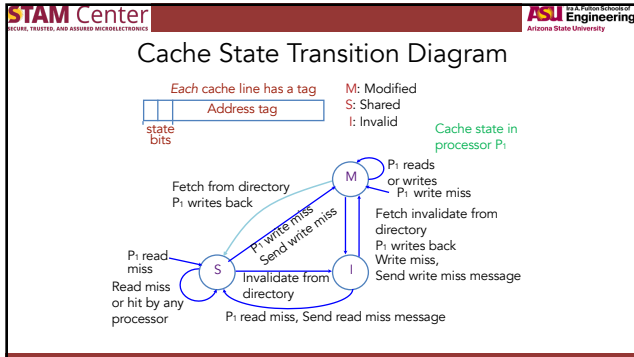 STAM Center
SECURE, TRUSTED, AND ASSURED MICROELECTRONICS
ASU Ira A. Fulton Schools of
Engineering
Arizona State University
Cache State Transition Diagram
Each cache line has a tag
Address tag
state
bits
M: Modified
S: Shared
I: Invalid
Cache state in
processor P1
M
P1 reads
or writes
P1 write miss
Fetch from directory
P1 writes back
P1 write miss
Send write miss
Fetch invalidate from
directory
P1 writes back
Write miss,
Send write miss message
P1 read
miss
S
I
Read miss
or hit by any
processor
Invalidate from
directory
P1 read miss, Send read miss message